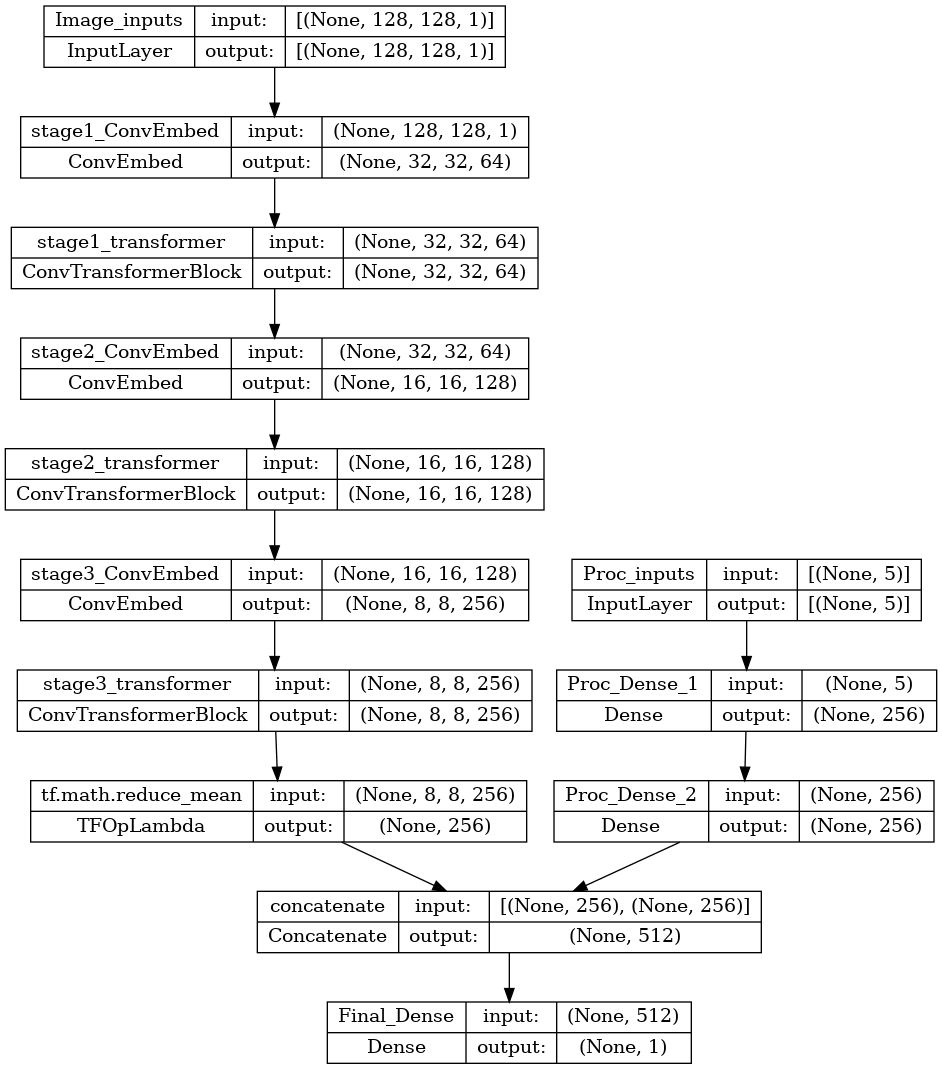 Image_inputs input: [(None, 128, 128, 1)]
InputLayer output: [(None, 128, 128, 1)]
stage1_ConvEmbed input: (None, 128, 128, 1)
ConvEmbed output: (None, 32, 32, 64)
stage1_transformer input: (None, 32, 32, 64)
ConvTransformerBlock output: (None, 32, 32, 64)
stage2_ConvEmbed input: (None, 32, 32, 64)
ConvEmbed output: (None, 16, 16, 128)
stage2_transformer input: (None, 16, 16, 128)
ConvTransformerBlock output: (None, 16, 16, 128)
stage3_ConvEmbed input: (None, 16, 16, 128)
ConvEmbed output: (None, 8, 8, 256)
Proc_inputs input: [(None, 5)]
InputLayer output: [(None, 5)]
stage3_transformer input: (None, 8, 8, 256)
ConvTransformerBlock output: (None, 8, 8, 256)
Proc_Dense_1 input: (None, 5)
Dense output: (None, 256)
tf.math.reduce_mean input: (None, 8, 8, 256)
TFOpLambda output: (None, 256)
Proc_Dense_2 input: (None, 256)
Dense output: (None, 256)
concatenate input: [(None, 256), (None, 256)]
Concatenate output: (None, 512)
Final_Dense input: (None, 512)
Dense output: (None, 1)